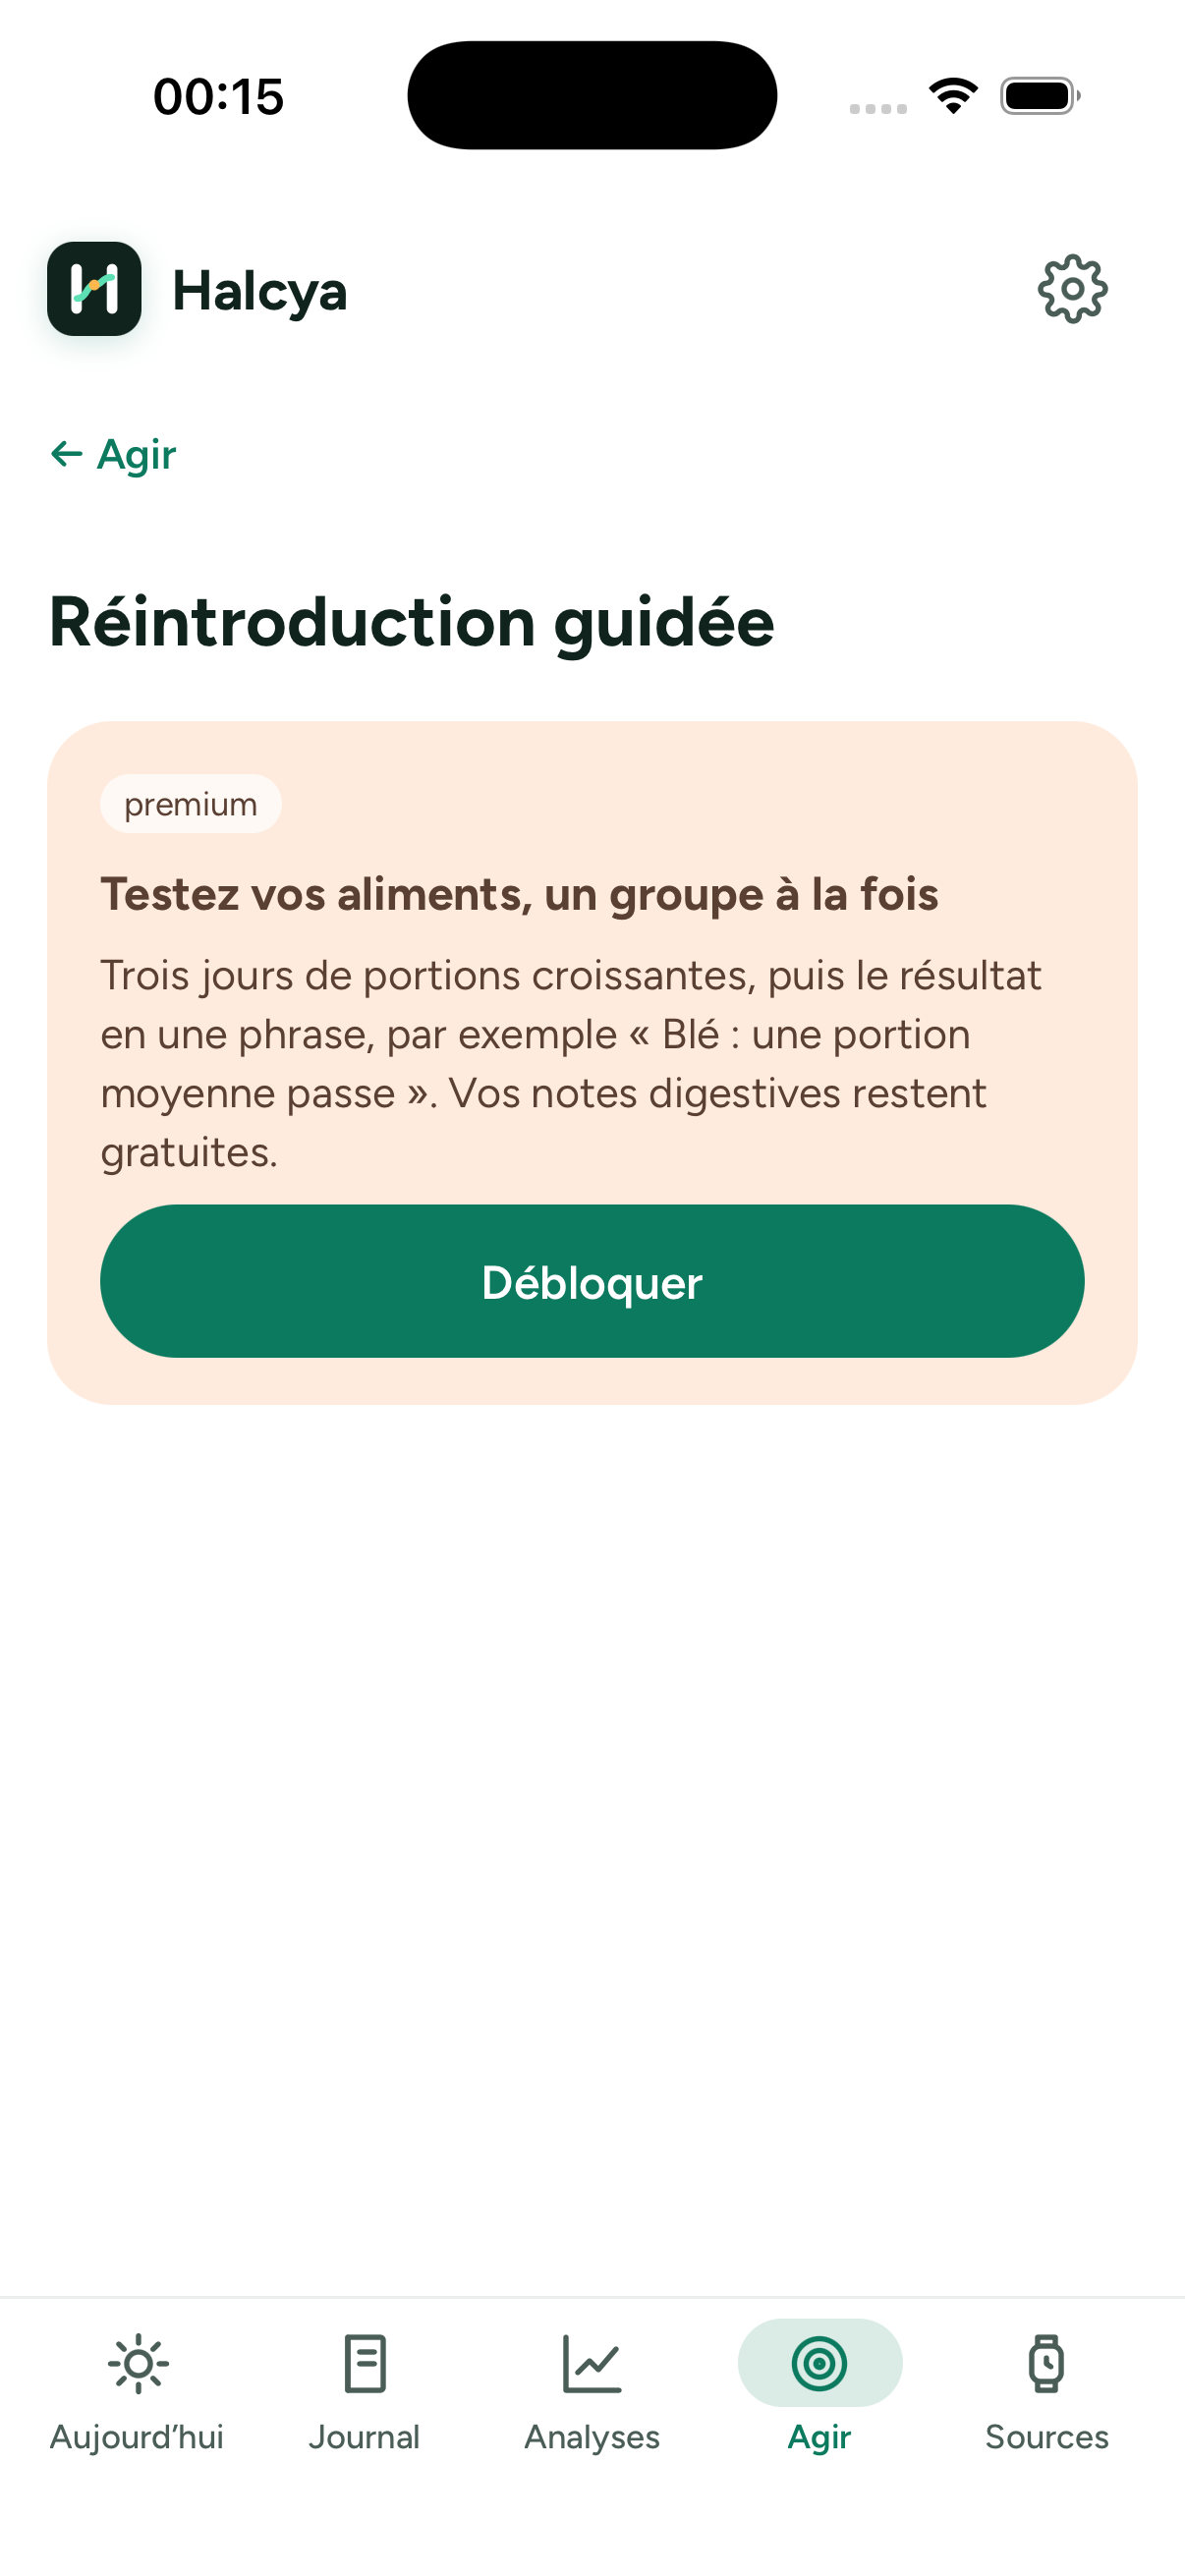 00:15
Halcya
← Agir
Réintroduction guidée
premium
Testez vos aliments, un groupe à la fois
Trois jours de portions croissantes, puis le résultat
en une phrase, par exemple « Blé : une portion
moyenne passe ». Vos notes digestives restent
gratuites.
Débloquer
Aujourd’hui
Journal
Analyses
Agir
Sources